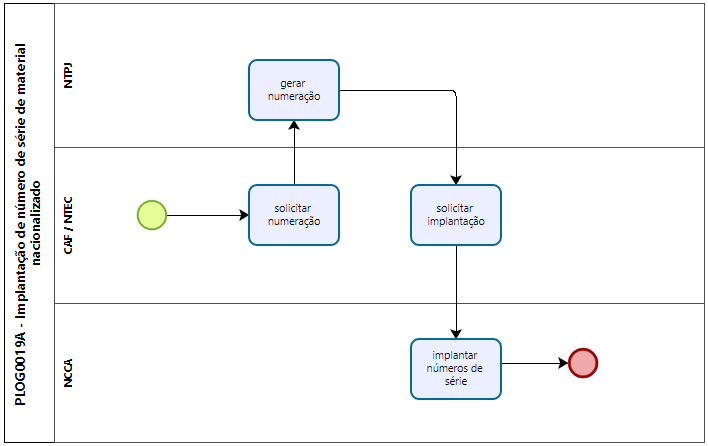 PLOG0019A - Implantação de número de série de material
nacionalizado
NTPJ
gerar
numeração
CAF / NTEC
solicitar
numeração
solicitar
implantação
NCCA
implantar
números de
série